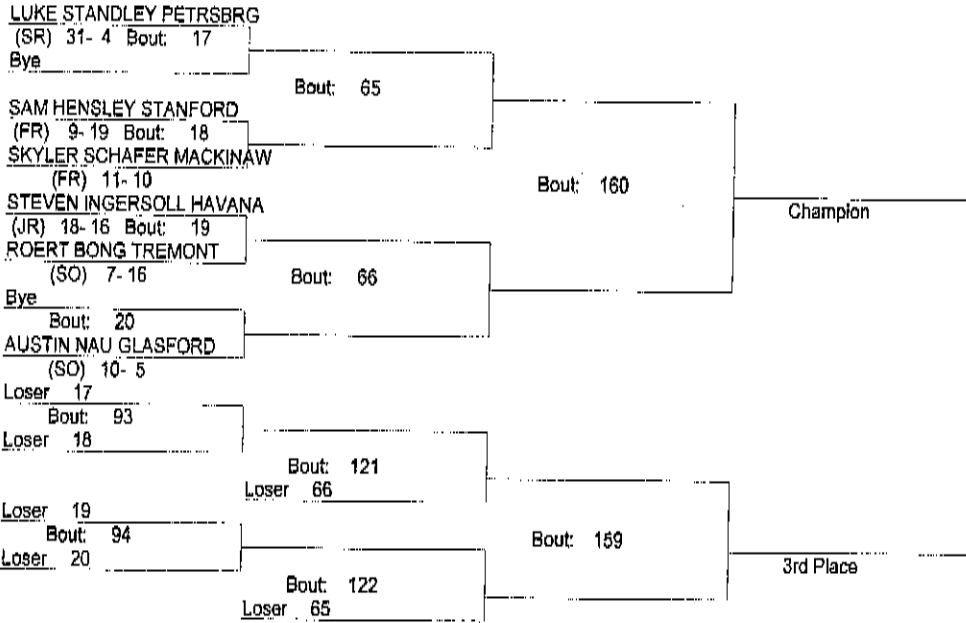 LUKE STANDLEY PETRSBRG
(SR) 31- 4 Bout: 17
Bye
Bout: 65
SAM HENSLEY STANFORD
(FR) 9- 19 Bout: 18
SKYLER SCHAFER MACKINAW
(FR) 11- 10
Bout: 160
STEVEN INGERSOLL HAVANA
(JR) 18- 16 Bout: 19
Champion
ROERT BONG TREMONT
(SO) 7- 16
Bout: 66
Bye
Bout: 20
AUSTIN NAU GLASFORD
(SO) 10- 5
Loser 17
Bout: 93
Loser 18
Bout: 121
Loser 66
Loser 19
Bout: 94
Loser 20
Bout: 159
3rd Place
Bout: 122
Loser 65